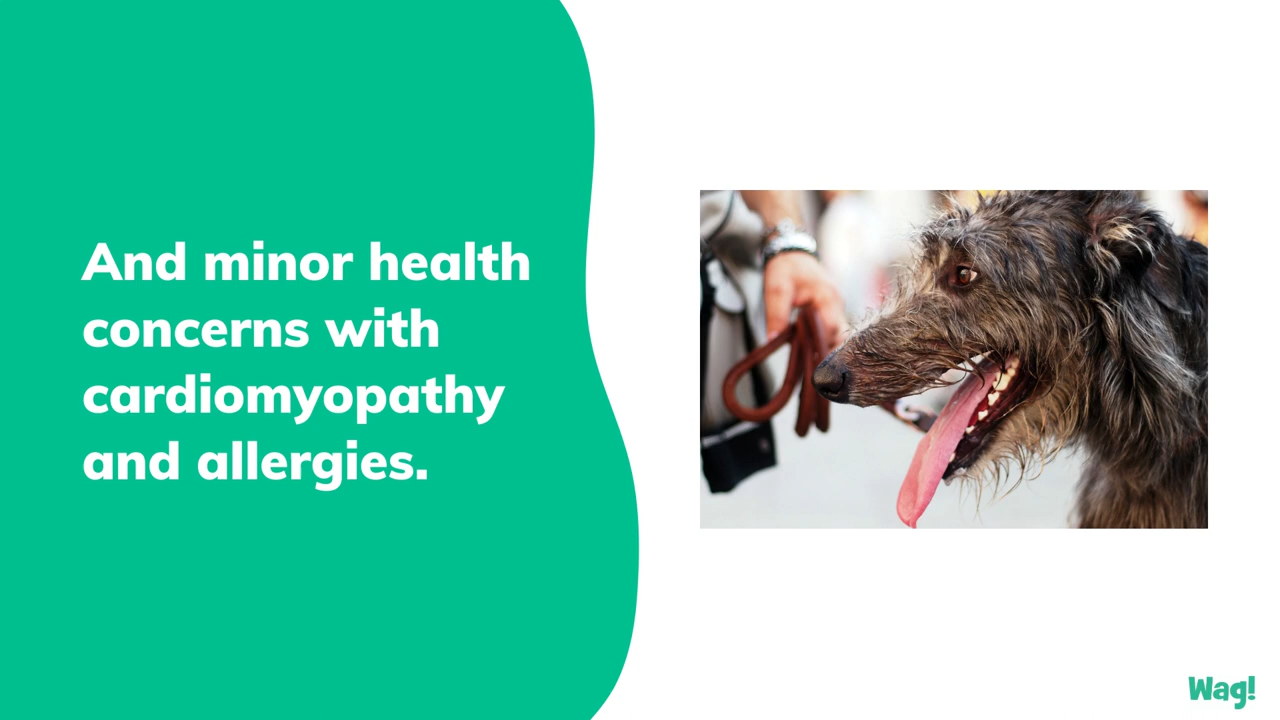 And minor health
concerns with
cardiomyopathy
and allergies.
Wag!